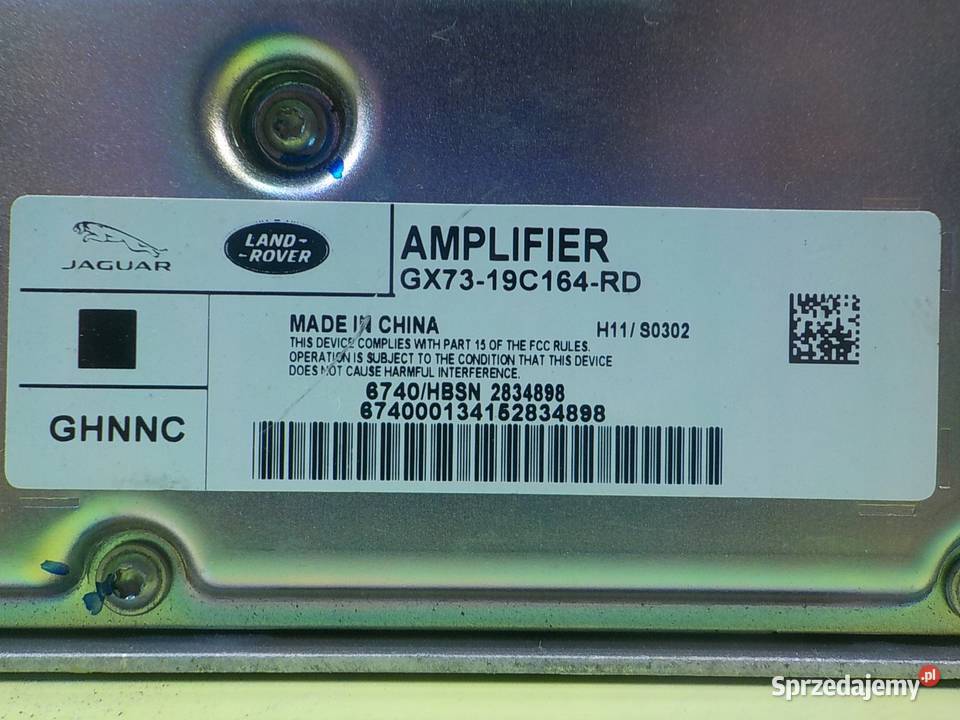 JAGUAR
LAND-
-ROVER
AMPLIFIER
GX73-19C164-RD
MADE IN CHINA
H11/S0302
THIS DEVICE COMPLIES WITH PART 15 OF THE FCC RULES.
OPERATION IS SUBJECT TO THE CONDITION THAT THIS DEVICE
DOES NOT CAUSE HARMFUL INTERFERENCE.
6740/HBSN 2834898
674000134152834898
GHNNC
Sprzedajemy.pl